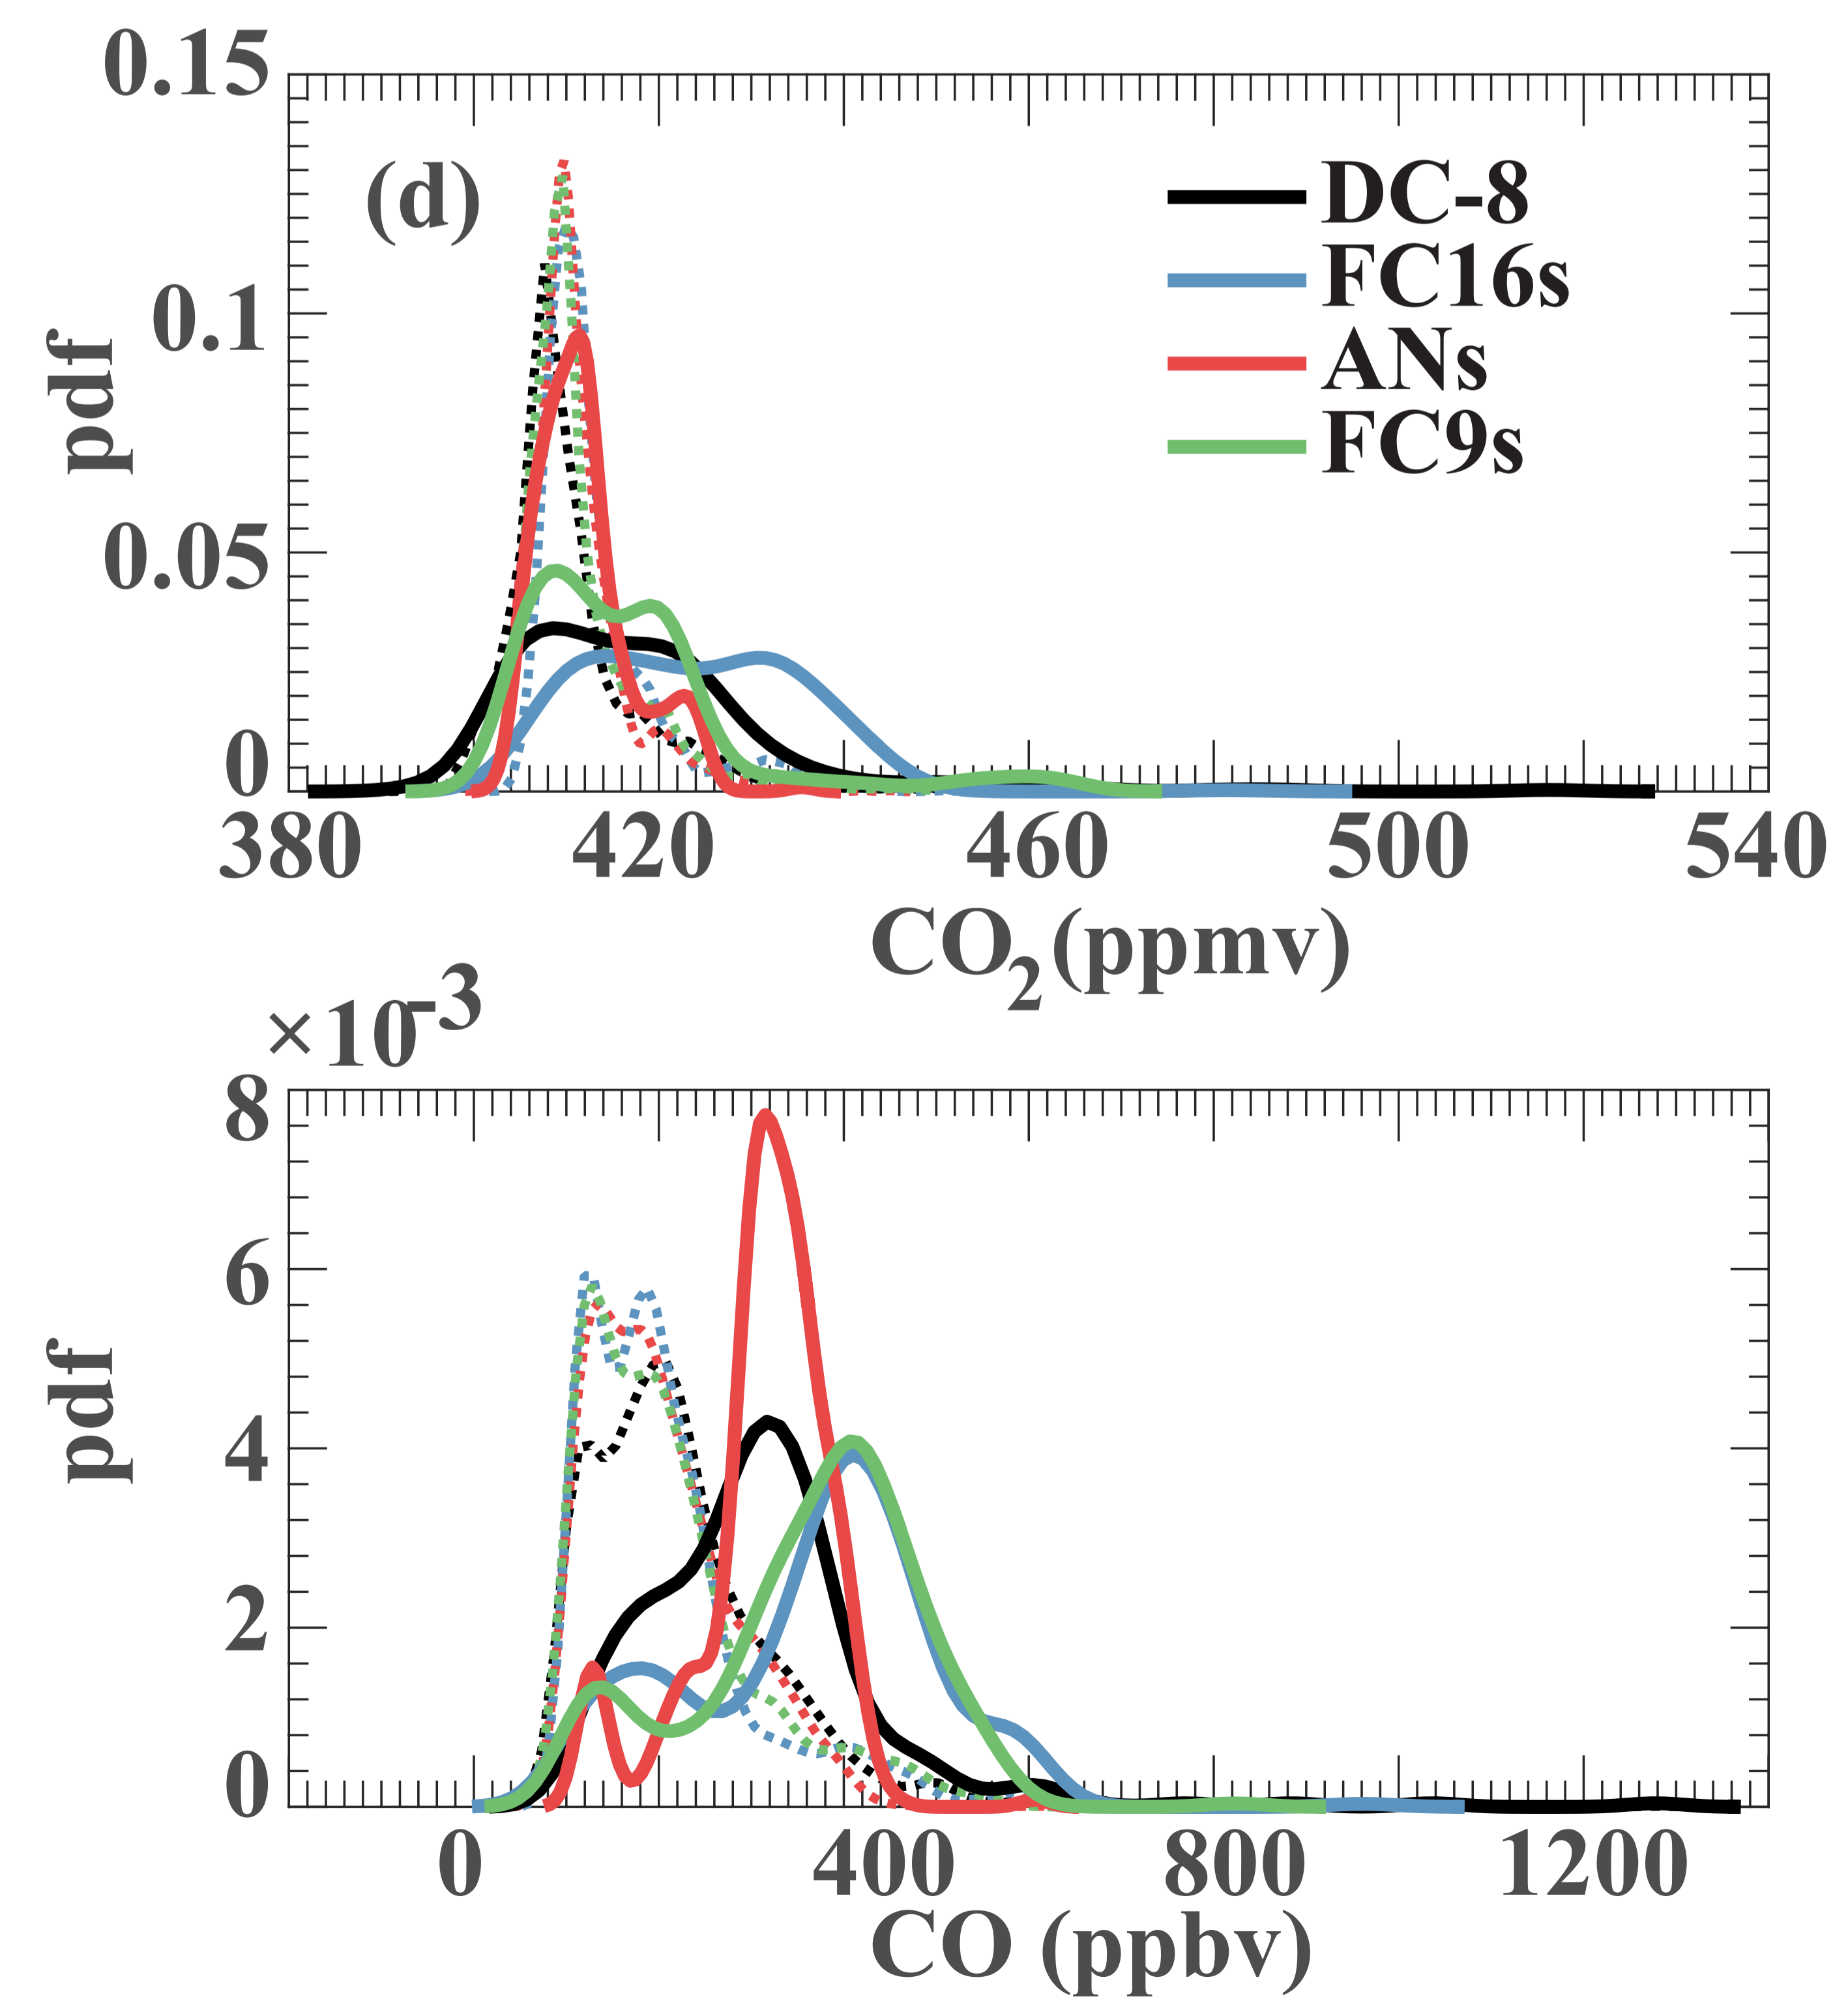 0.15
(d)
DC-8
FC16s
0.1
ANs
FC9s
pdf
0.05
0
380 420 460 500 540
CO2 (ppmv)
×10-3
8
6
pdf
4
2
0
0 400 800 1200
CO (ppbv)